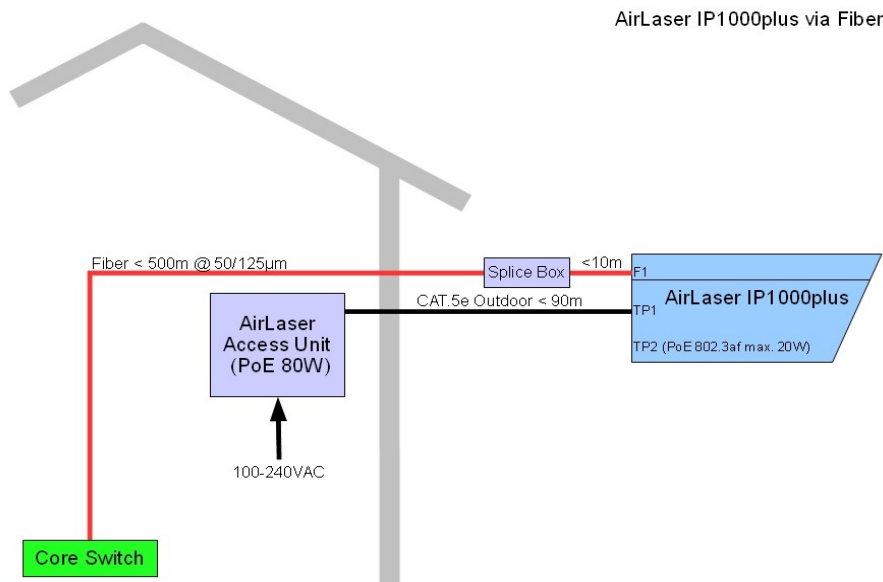 AirLaser IP1000plus via Fiber
Fiber < 500m @ 50/125µm
Splice Box
<10m
F1
AirLaser IP1000plus
CAT.5e Outdoor < 90m
TP1
AirLaser
Access Unit
(PoE 80W)
TP2 (PoE 802.3af max. 20W)
100-240VAC
Core Switch